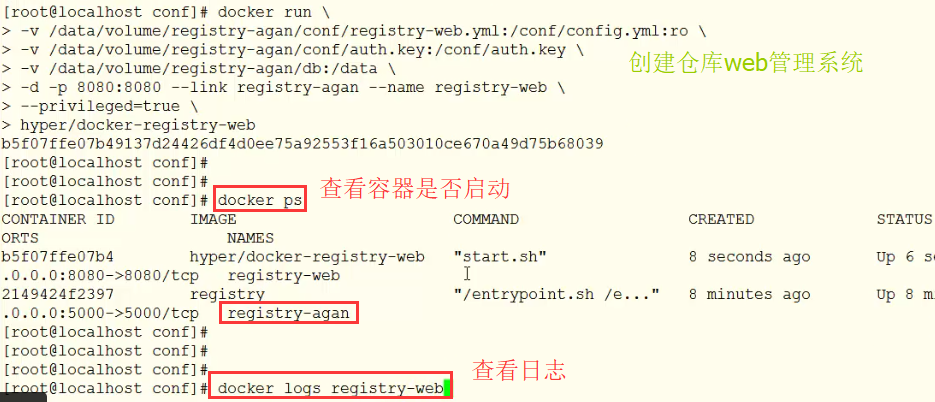 [root@localhost conf]# docker run \
> -v /data/volume/registry-agan/conf/registry-web.yml:/conf/config.yml:ro \
> -v /data/volume/registry-agan/conf/auth.key:/conf/auth.key \
> -v /data/volume/registry-agan/db:/data \ 创建仓库web管理系统
> -d -p 8080:8080 --link registry-agan --name registry-web \
> --privileged=true \
> hyper/docker-registry-web
b5f07ffe07b49137d24426df4d0ee75a92553f16a503010ce670a49d75b68039
[root@localhost conf]#
[root@localhost conf]#
[root@localhost conf]# docker ps 查看容器是否启动
CONTAINER ID IMAGE COMMAND CREATED STATUS
ORTS NAMES
b5f07ffe07b4 hyper/docker-registry-web "start.sh" 8 seconds ago Up 6 se
.0.0.0:8080->8080/tcp registry-web
2149424f2397 registry "/entrypoint.sh /e..." 8 minutes ago Up 8 mi
.0.0.0:5000->5000/tcp registry-agan
[root@localhost conf]#
[root@localhost conf]#
[root@localhost conf]#
[root@localhost conf]# docker logs registry-web 查看日志